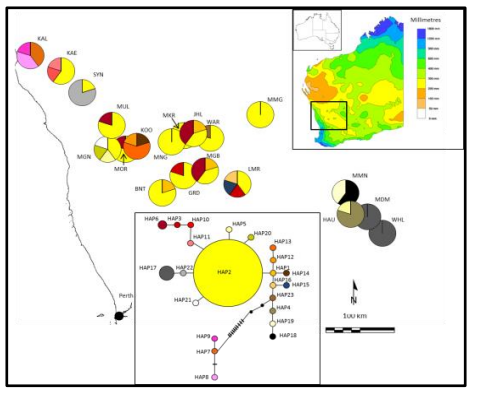 KAL
KAE
SYN
MUL
KOO
MGN
MOR
MKR
JHL
WAR
MNG
MGB
BNT
GRD
LMR
MMG
MMN
MDM
HAU
WHL
Perth
N
100 km
Millimetres
HAP6
HAP3
HAP10
HAP11
HAP5
HAP20
HAP13
HAP12
HAP2
HAP1
HAP14
HAP17
HAP22
HAP16
HAP15
HAP21
HAP23
HAP4
HAP19
HAP18
HAP9
HAP7
HAP8